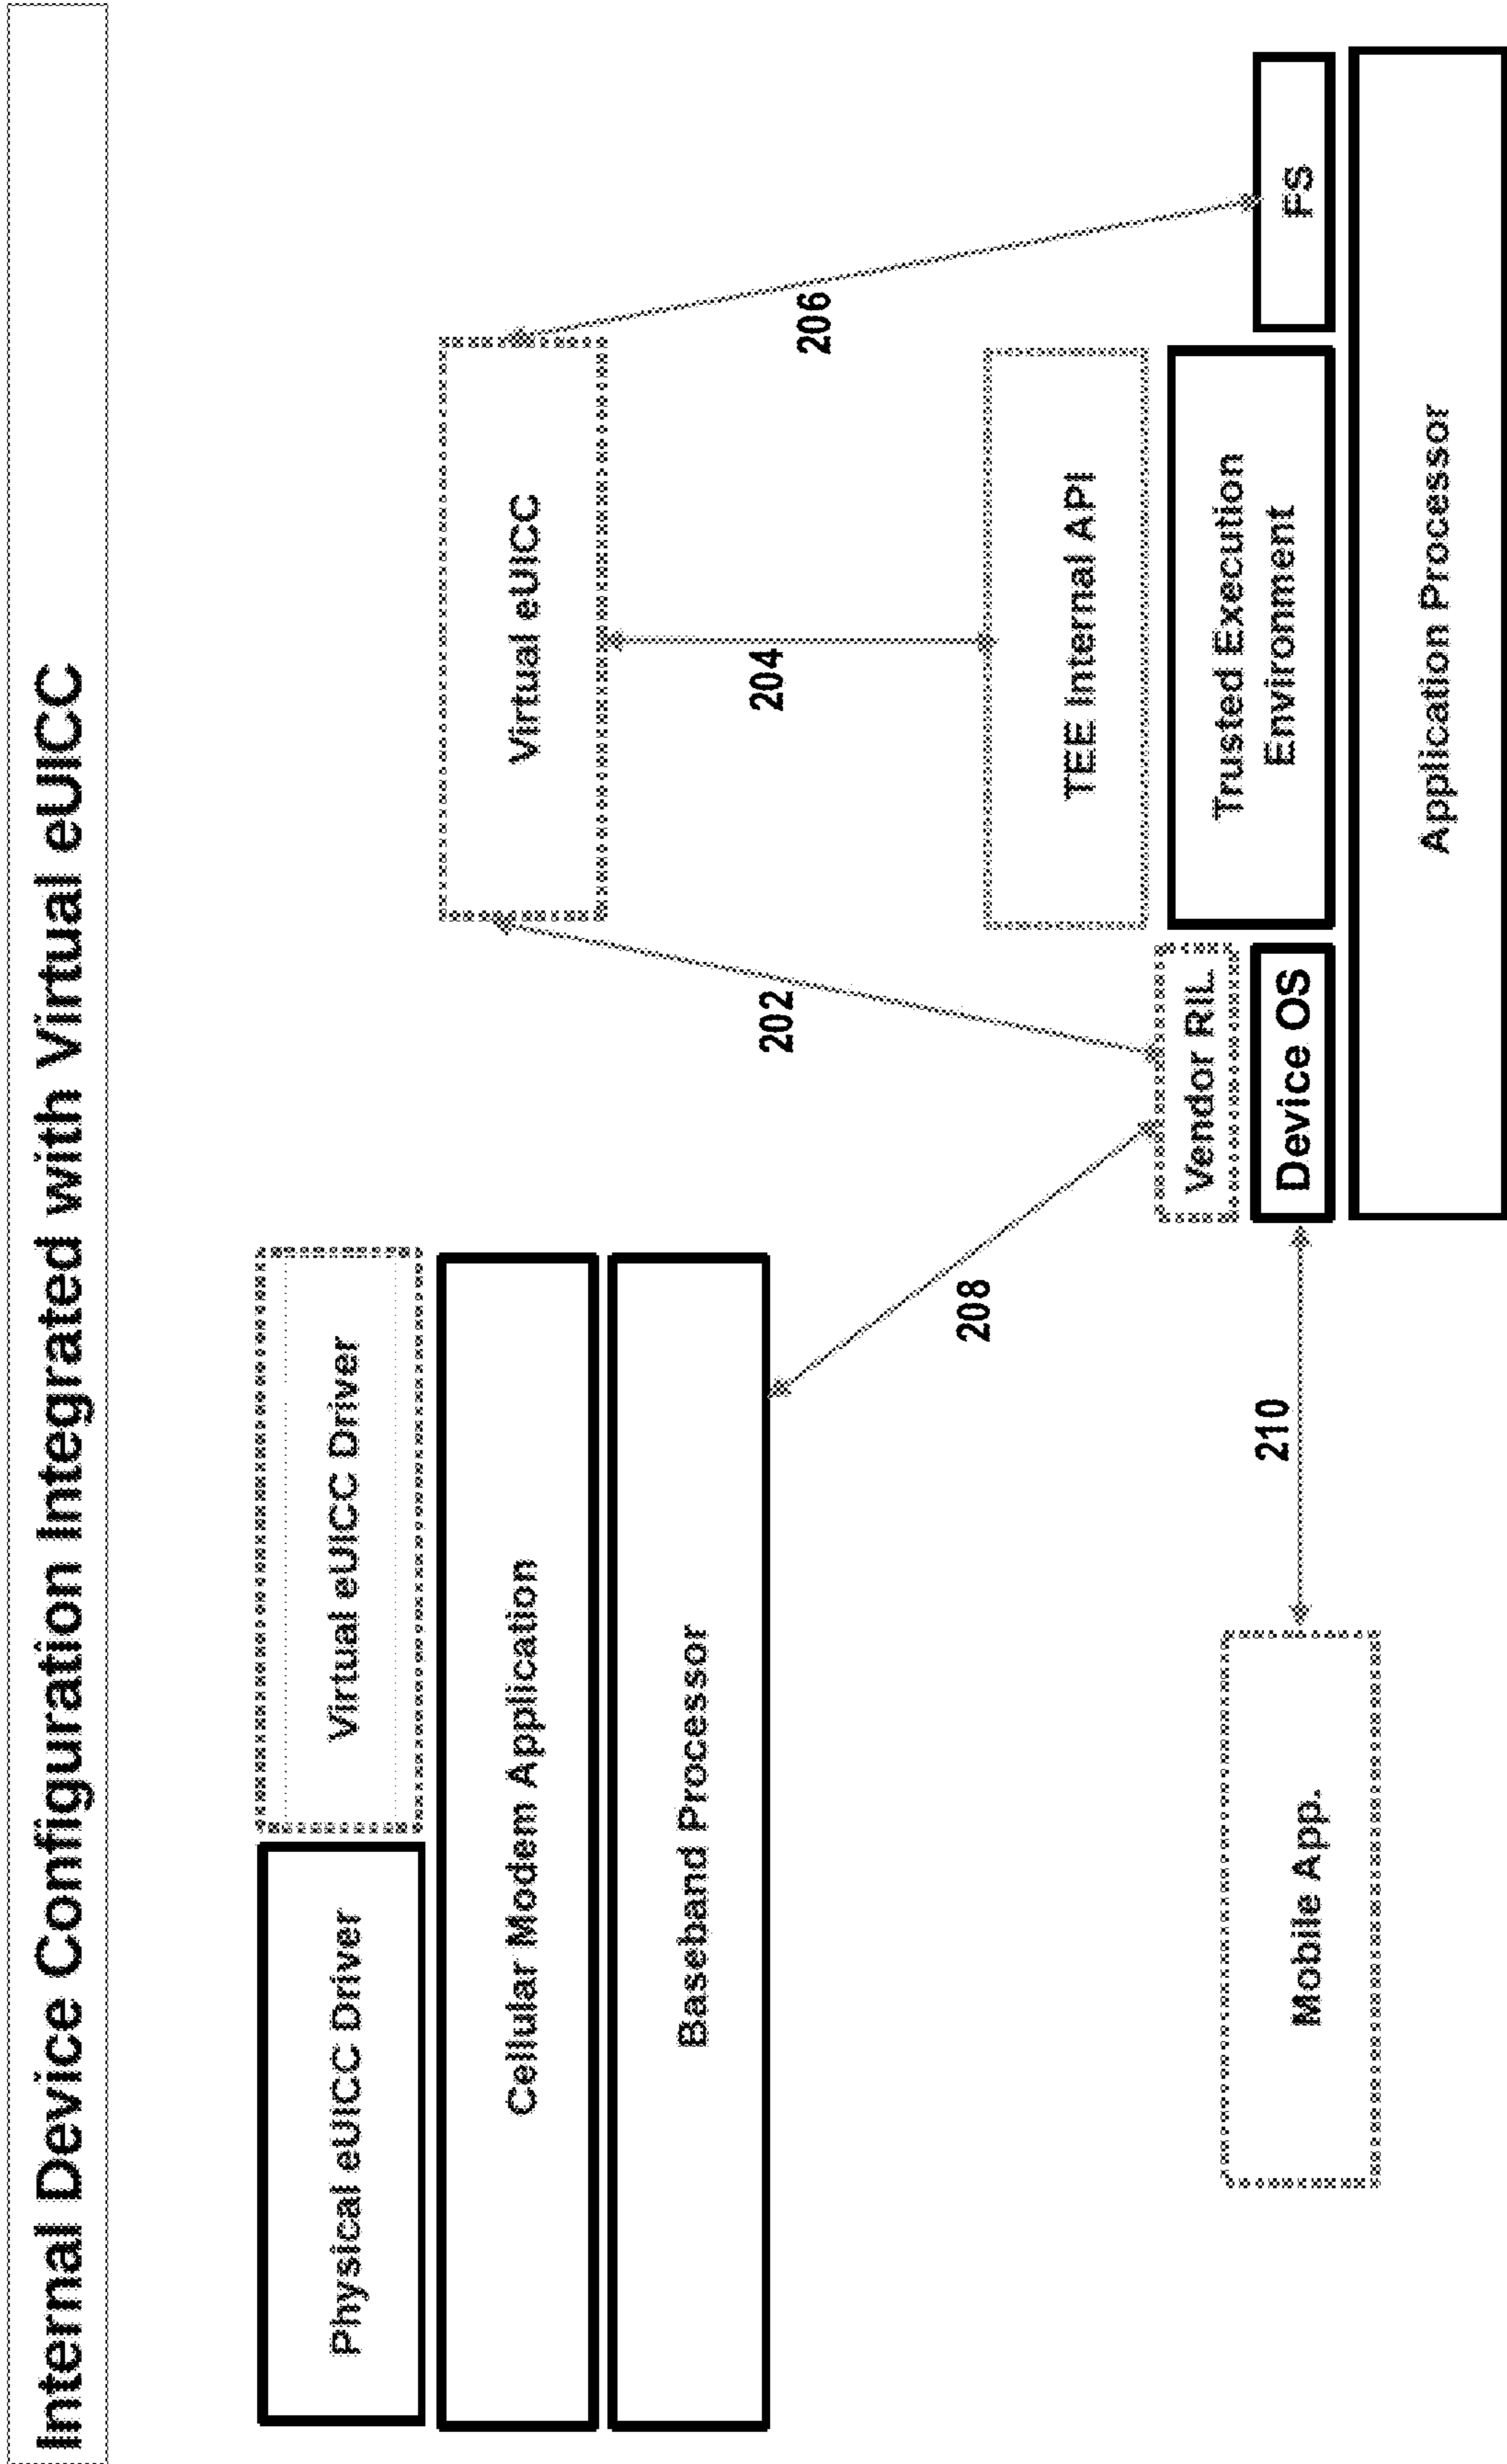 Internal Device Configuration Integrated with Virtual eUICC
Physical eUICC Driver
Virtual eUICC Driver
Cellular Modem Application
Baseband Processor
Virtual eUICC
202
204
206
208
TEE Internal API
Vendor RIL
Device OS
Trusted Execution
Environment
FS
Mobile App.
210
Application Processor